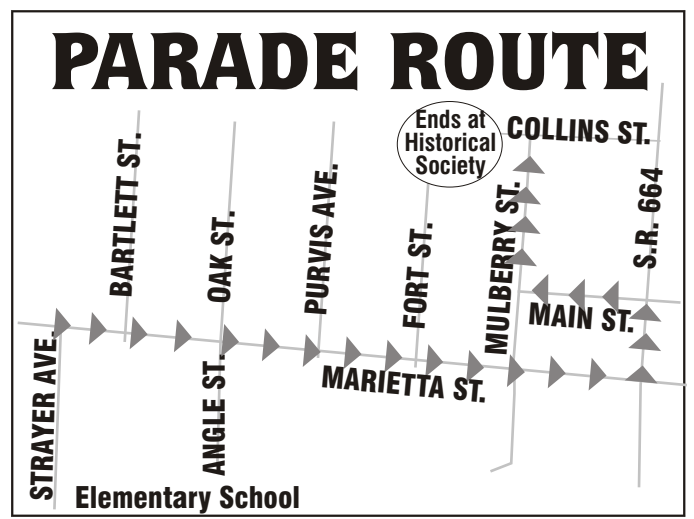 PARADE ROUTE
Ends at
Historical
Society
COLLINS ST.
BARTLETT ST.
OAK ST.
PURVIS AVE.
FORT ST.
MULBERRY ST.
S.R. 664
MAIN ST.
STRAYER AVE.
ANGLE ST.
MARIETTA ST.
Elementary School